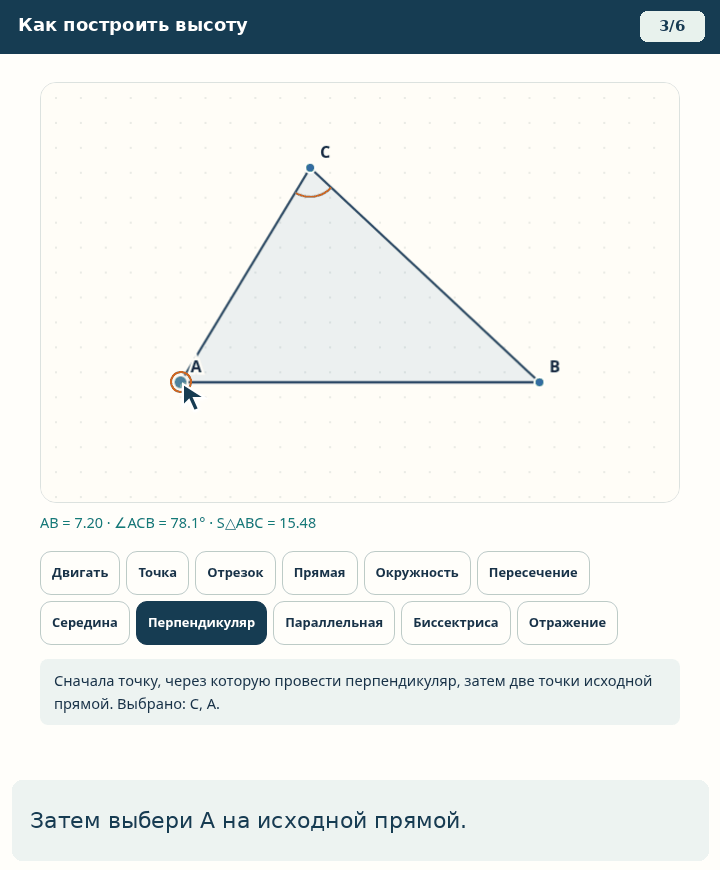 Как построить высоту
3/6
C
A
B
AB = 7.20 · ∠ACB = 78.1° · S△ABC = 15.48
Двигать Точка Отрезок Прямая Окружность Пересечение
Середина Перпендикуляр Параллельная Биссектриса Отражение
Сначала точку, через которую провести перпендикуляр, затем две точки исходной
прямой. Выбрано: C, A.
Затем выбери A на исходной прямой.